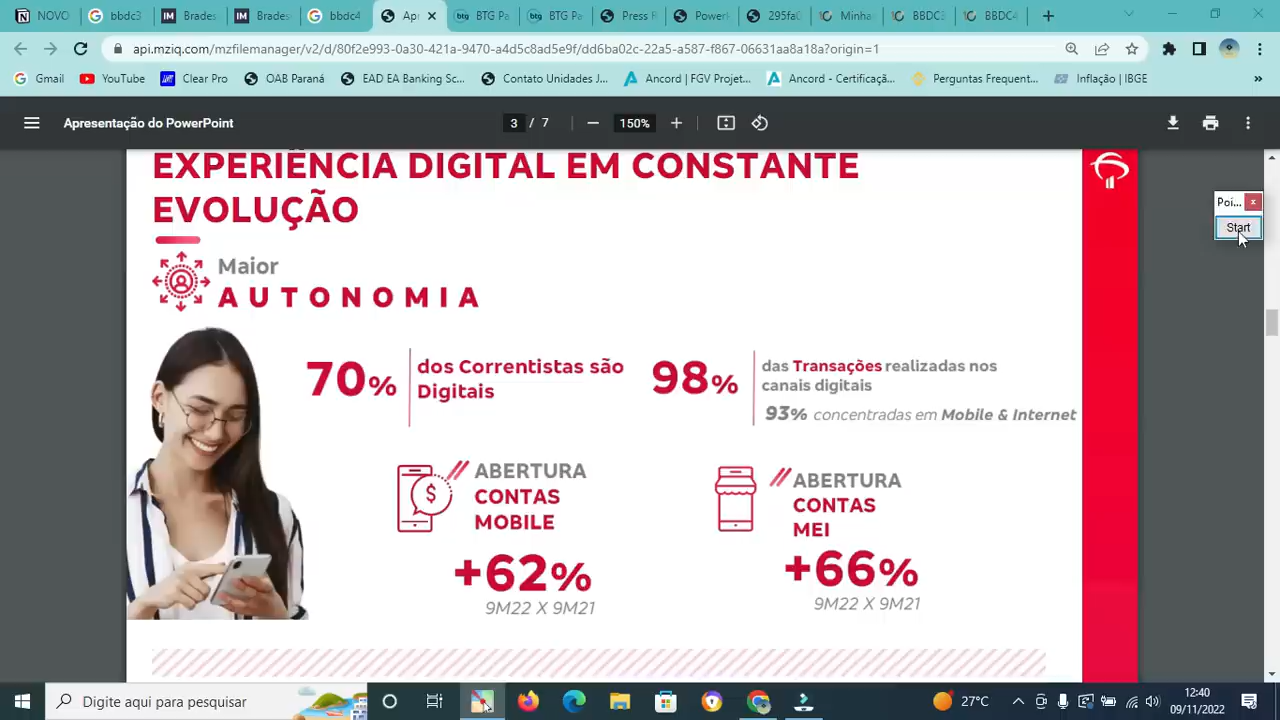 NOVO
bbdc3
Brades
Brades
bbdc4
Ap
BTG Pa
BTG Pa
Press R
PowerP
295fa0
Minhas
BBDC3
BBDC4
api.mziq.com/mzfilemanager/v2/d/80f2e993-0a30-421a-9470-a4d5c8ad5e9f/dd6ba02c-22a5-a587-f867-06631aa8a18a?origin=1
Gmail
YouTube
Clear Pro
OAB Paraná
EAD EA Banking Sc...
Contato Unidades J...
Ancord | FGV Projet...
Ancord - Certificaçã...
Perguntas Frequent...
Inflação | IBGE
Apresentação do PowerPoint
3 / 7
150%
EXPERIÊNCIA DIGITAL EM CONSTANTE
EVOLUÇÃO
Maior
AUTONOMIA
70%
dos Correntistas são
Digitais
98%
das Transações realizadas nos
canais digitais
93% concentradas em Mobile & Internet
ABERTURA
CONTAS
MOBILE
+62%
9M22 X 9M21
ABERTURA
CONTAS
MEI
+66%
9M22 X 9M21
Poi...
Start
Digite aqui para pesquisar
27°C
12:40
09/11/2022